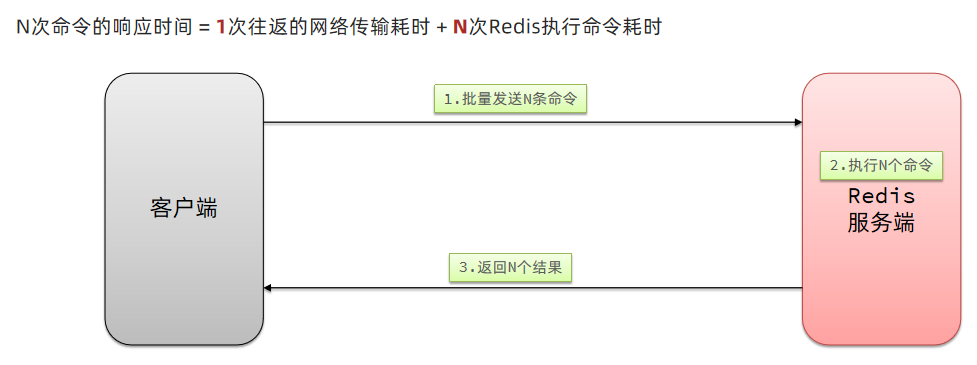 N次命令的响应时间 = 1次往返的网络传输耗时 + N次Redis执行命令耗时
1.批量发送N条命令
2.执行N个命令
客户端
Redis
服务端
3.返回N个结果